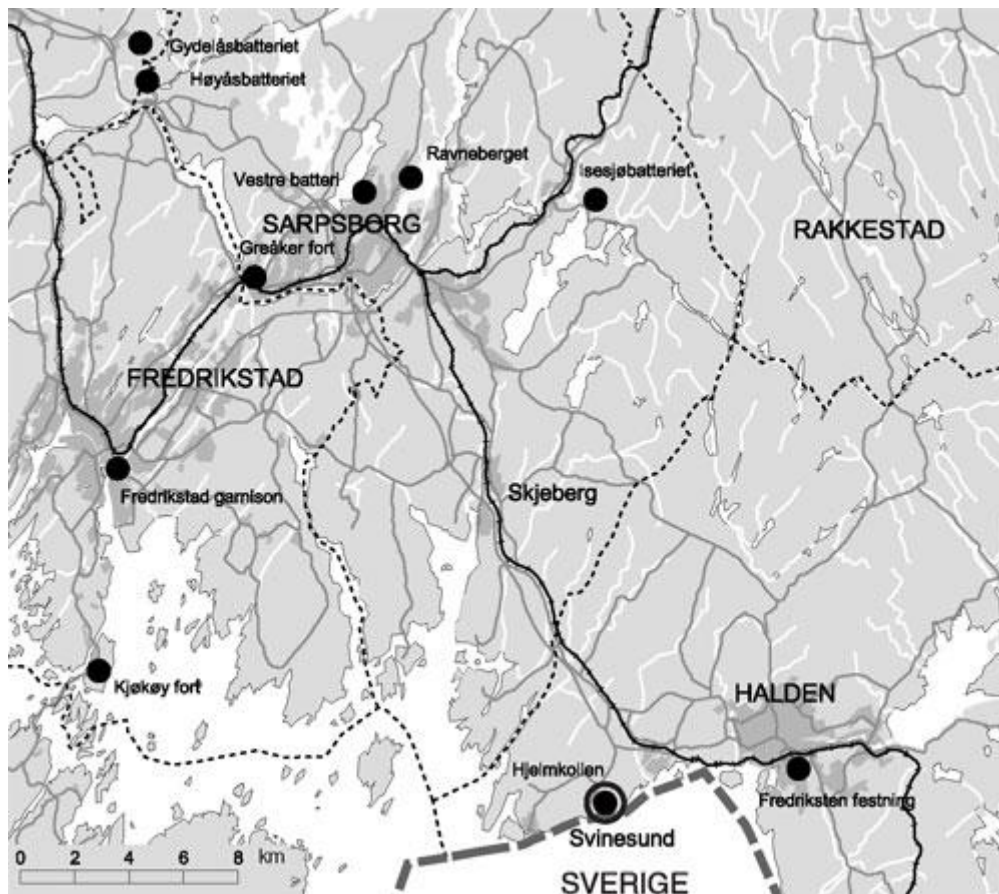 Gydelåsbatteriet
Høyåsbatteriet
Ravneberget
Vestre batteri
Isesjøbatteriet
SARPSBORG
RAKKESTAD
Greåker fort
FREDRIKSTAD
Fredrikstad garnison
Skjeberg
Kjøkøy fort
HALDEN
Hjelmkollen
Fredriksten festning
Svinesund
0 2 4 6 8 km
SVERIGE